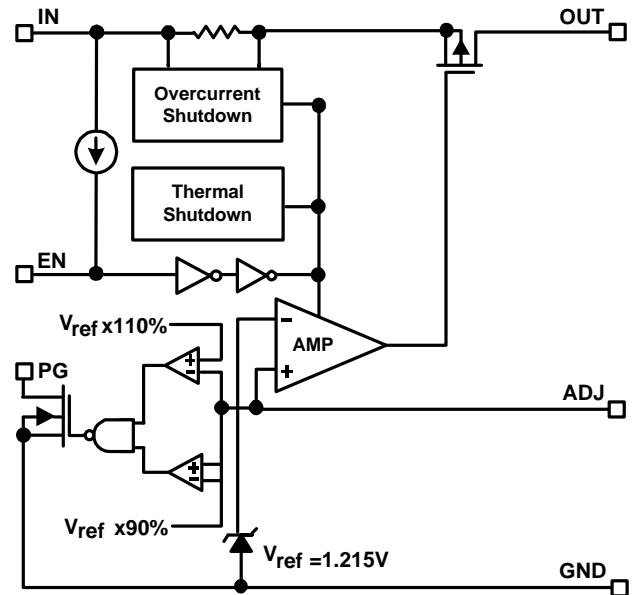 IN
OUT
Overcurrent
Shutdown
Thermal
Shutdown
EN
Vref x110%
-
AMP
+
PG
+
-
ADJ
+
-
Vref x90%
Vref =1.215V
GND